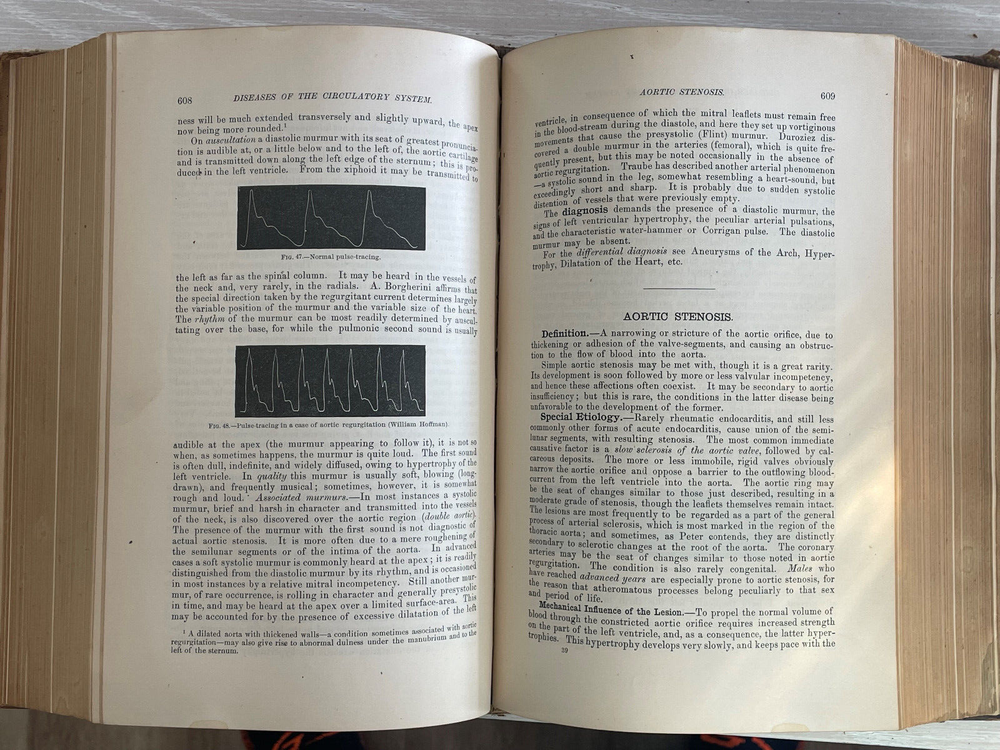 608
DISEASES OF THE CIRCULATORY SYSTEM.
ness will be much extended transversely and slightly upward, the apex
now being more rounded.¹
On auscultation a diastolic murmur with its seat of greatest pronuncia-
tion is audible at, or a little below and to the left of, the aortic cartilage
and is transmitted down along the left edge of the sternum; this is pro-
duced in the left ventricle. From the xiphoid it may be transmitted to
FIG. 47.—Normal pulse-tracing.
the left as far as the spinal column. It may be heard in the vessels of
the neck and, very rarely, in the radials. A. Borgherini affirms that
the special direction taken by the regurgitant current determines largely
the variable position of the murmur and the variable size of the heart.
The rhythm of the murmur can be most readily determined by auscul-
tating over the base, for while the pulmonic second sound is usually
FIG. 48.—Pulse-tracing in a case of aortic regurgitation (William Hoffman).
audible at the apex (the murmur appearing to follow it), it is not so
when, as sometimes happens, the murmur is quite loud. The first sound
is often dull, indefinite, and widely diffused, owing to hypertrophy of the
left ventricle. In quality this murmur is usually soft, blowing (long-
drawn), and frequently musical; sometimes, however, it is somewhat
rough and loud. Associated murmurs.—In most instances a systolic
murmur, brief and harsh in character and transmitted into the vessels
of the neck, is also discovered over the aortic region (double aortic).
The presence of the murmur with the first sound is not diagnostic of
actual aortic stenosis. It is more often due to a mere roughening of
the semilunar segments or of the intima of the aorta. In advanced
cases a soft systolic murmur is commonly heard at the apex; it is readily
distinguished from the diastolic murmur by its rhythm, and is occasioned
in most instances by a relative mitral incompetency. Still another mur-
mur, of rare occurrence, is rolling in character and generally presystolic
in time, and may be heard at the apex over a limited surface-area. This
may be accounted for by the presence of excessive dilatation of the left
¹ A dilated aorta with thickened walls—a condition sometimes associated with aortic
regurgitation—may also give rise to abnormal dulness under the manubrium and to the
left of the sternum.
AORTIC STENOSIS.
609
ventricle, in consequence of which the mitral leaflets must remain free
in the blood-stream during the diastole, and here they set up vortiginous
movements that cause the presystolic (Flint) murmur. Duroziez dis-
covered a double murmur in the arteries (femoral), which is quite fre-
quently present, but this may be noted occasionally in the absence of
aortic regurgitation. Traube has described another arterial phenomenon
—a systolic sound in the leg, somewhat resembling a heart-sound, but
exceedingly short and sharp. It is probably due to sudden systolic
distention of vessels that were previously empty.
The diagnosis demands the presence of a diastolic murmur, the
signs of left ventricular hypertrophy, the peculiar arterial pulsations,
and the characteristic water-hammer or Corrigan pulse. The diastolic
murmur may be absent.
For the differential diagnosis see Aneurysms of the Arch, Hyper-
trophy, Dilatation of the Heart, etc.
AORTIC STENOSIS.
Definition.—A narrowing or stricture of the aortic orifice, due to
thickening or adhesion of the valve-segments, and causing an obstruc-
tion to the flow of blood into the aorta.
Simple aortic stenosis may be met with, though it is a great rarity.
Its development is soon followed by more or less valvular incompetency,
and hence these affections often coexist. It may be secondary to aortic
insufficiency; but this is rare, the conditions in the latter disease being
unfavorable to the development of the former.
Special Etiology.—Rarely rheumatic endocarditis, and still less
commonly other forms of acute endocarditis, cause union of the semi-
lunar segments, with resulting stenosis. The most common immediate
causative factor is a slow sclerosis of the aortic valve, followed by cal-
careous deposits. The more or less immobile, rigid valves obviously
narrow the aortic orifice and oppose a barrier to the outflowing blood-
current from the left ventricle into the aorta. The aortic ring may
be the seat of changes similar to those just described, resulting in a
moderate grade of stenosis, though the leaflets themselves remain intact.
The lesions are most frequently to be regarded as a part of the general
process of arterial sclerosis, which is most marked in the region of the
thoracic aorta; and sometimes, as Peter contends, they are distinctly
secondary to sclerotic changes at the root of the aorta. The coronary
arteries may be the seat of changes similar to those noted in aortic
regurgitation. The condition is also rarely congenital. Males who
have reached advanced years are especially prone to aortic stenosis, for
the reason that atheromatous processes belong peculiarly to that sex
and period of life.
Mechanical Influence of the Lesion.—To propel the normal volume of
blood through the constricted aortic orifice requires increased strength
on the part of the left ventricle, and, as a consequence, the latter hyper-
trophies. This hypertrophy develops very slowly, and keeps pace with the
39